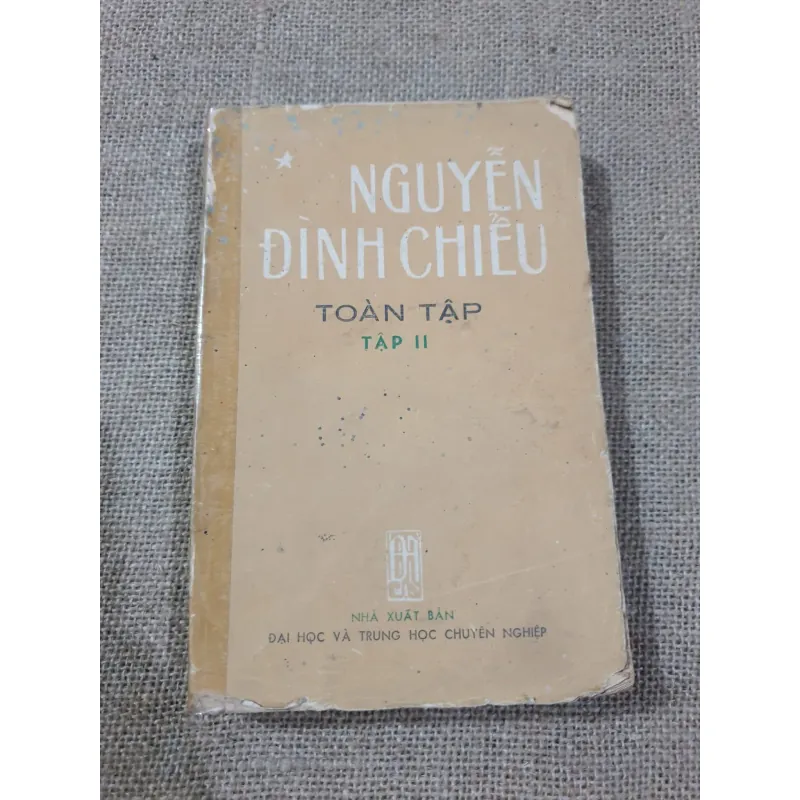 NGUYỄN
ĐÌNH CHIỂU
TOÀN TẬP
TẬP II
NHÀ XUẤT BẢN
ĐẠI HỌC VÀ TRUNG HỌC CHUYÊN NGHIỆP